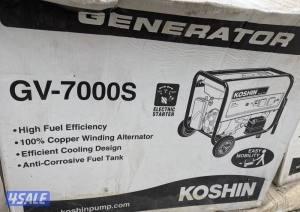 GENERATOR
GV-7000S
ELECTRIC
STARTER
KOSHIN
• High Fuel Efficiency
• 100% Copper Winding Alternator
• Efficient Cooling Design
• Anti-Corrosive Fuel Tank
EASY
MOBILITY
4SALE
koshinpump.com
KOSHIN